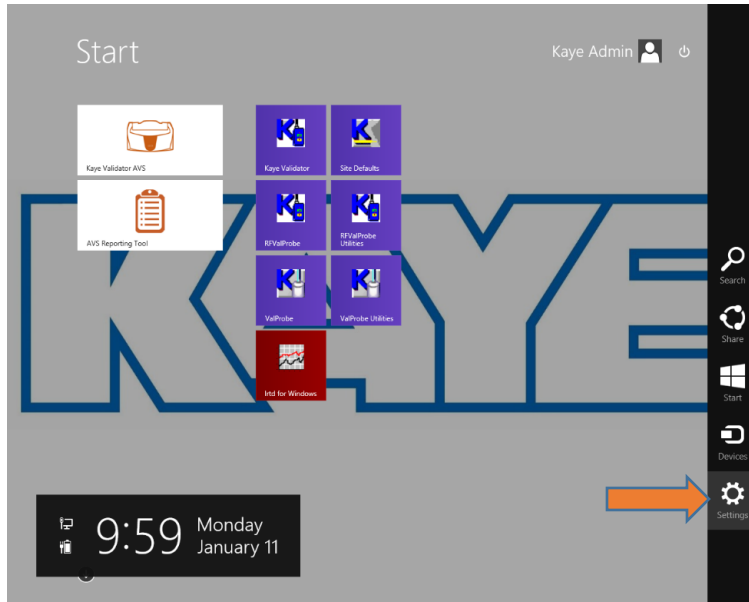 Start
Kaye Admin
Kaye Validator AVS
Kaye Validator
Site Defaults
AVS Reporting Tool
RFValProbe
RFValProbe
Utilities
ValProbe
ValProbe Utilities
Irtd for Windows
KAYE
Search
Share
Start
Devices
Settings
9:59
Monday
January 11